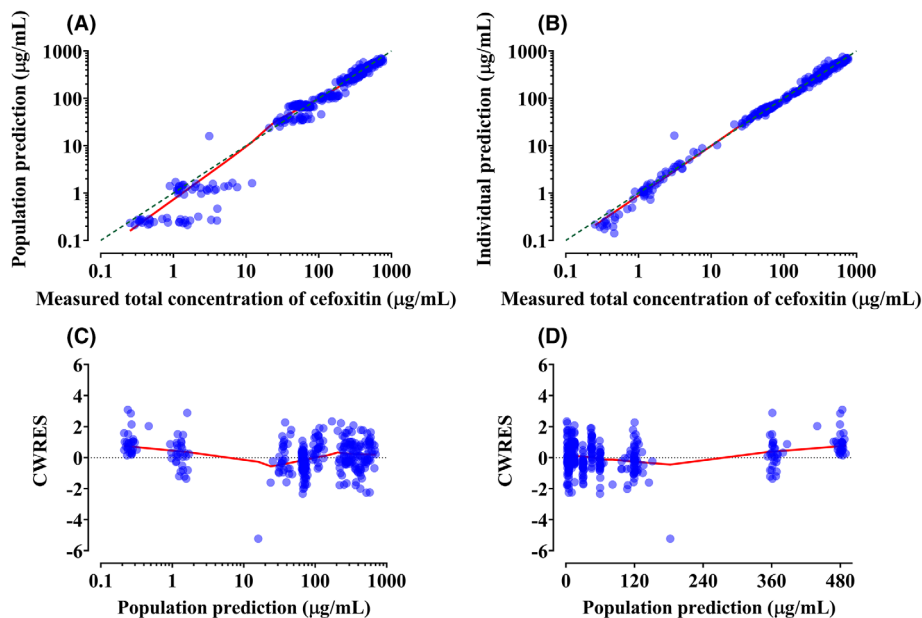 (A)
Population prediction (μg/mL)
1000
100
10
1
0.1
0.1 1 10 100 1000
Measured total concentration of cefoxitin (μg/mL)
(B)
Individual prediction (μg/mL)
1000
100
10
1
0.1
0.1 1 10 100 1000
Measured total concentration of cefoxitin (μg/mL)
(C)
CWRES
6
4
2
0
-2
-4
-6
0.1 1 10 100 1000
Population prediction (μg/mL)
(D)
CWRES
6
4
2
0
-2
-4
-6
0 120 240 360 480
Population prediction (μg/mL)